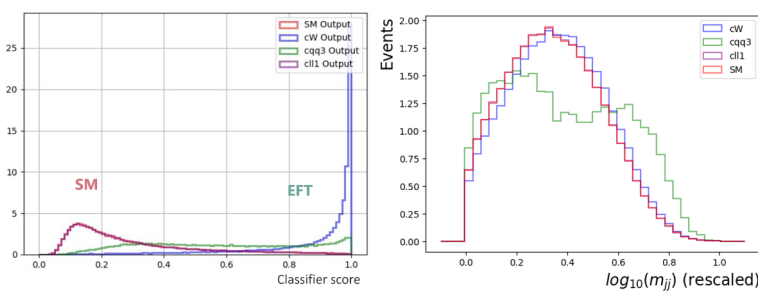 SM Output
cW Output
cqq3 Output
cll1 Output
25
20
15
10
5
0
SM
EFT
0.0 0.2 0.4 0.6 0.8 1.0
Classifier score
Events
2.00
1.75
1.50
1.25
1.00
0.75
0.50
0.25
0.00
cW
cqq3
cll1
SM
0.0 0.2 0.4 0.6 0.8 1.0
log10(mjj) (rescaled)